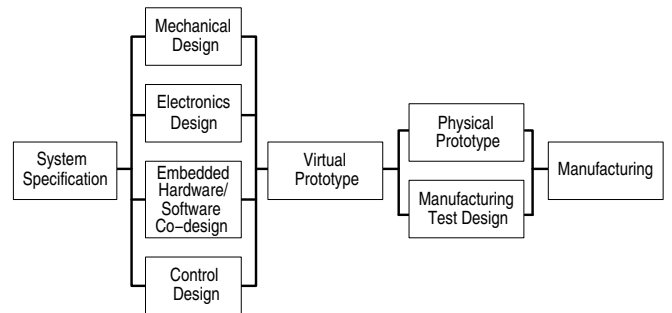 System
Specification
Mechanical
Design
Electronics
Design
Embedded
Hardware/
Software
Co-design
Control
Design
Virtual
Prototype
Physical
Prototype
Manufacturing
Test Design
Manufacturing